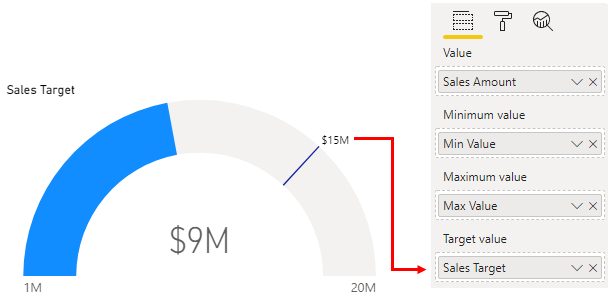 Sales Target
$15M
$9M
1M
20M
Value
Sales Amount
Minimum value
Min Value
Maximum value
Max Value
Target value
Sales Target